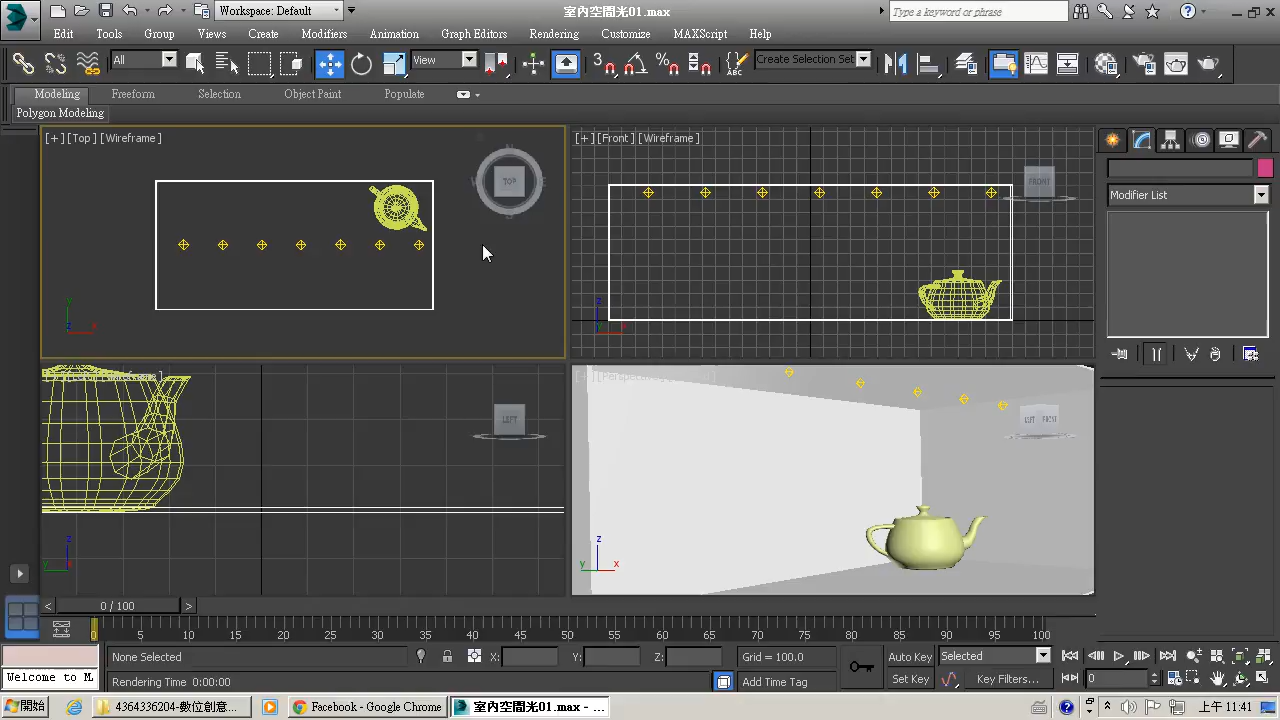 Workspace: Default
室內空間光01.max
Type a keyword or phrase
Edit Tools Group Views Create Modifiers Animation Graph Editors Rendering Customize MAXScript Help
All View Create Selection Set
Modeling Freeform Selection Object Paint Populate
Polygon Modeling
[+][Top][Wireframe]
TOP
[+][Front][Wireframe]
FRONT
Modifier List
LEFT
LEFT FRONT
< 0 / 100 >
0 5 10 15 20 25 30 35 40 45 50 55 60 65 70 75 80 85 90 95 100
None Selected X: Y: Z: Grid = 100.0 Auto Key Selected
Welcome to M
Rendering Time 0:00:00 Add Time Tag Set Key Key Filters... 0
開始 4364336204-數位創意... Facebook - Google Chrome 室內空間光01.max - ... 上午 11:41